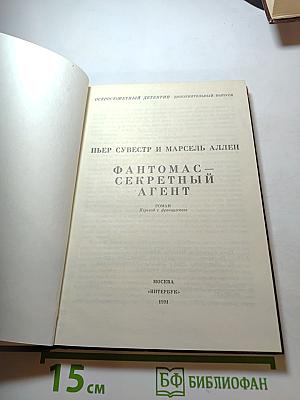 ОСТРОСЮЖЕТНЫЙ ДЕТЕКТИВ · ДОПОЛНИТЕЛЬНЫЙ ВЫПУСК
ПЬЕР СУВЕСТР И МАРСЕЛЬ АЛЛЕН
ФАНТОМАС —
СЕКРЕТНЫЙ
АГЕНТ
РОМАН
Перевод с французского
МОСКВА
«ИНТЕРБУК»
1991
15 см
БФ БИБЛИОФАН